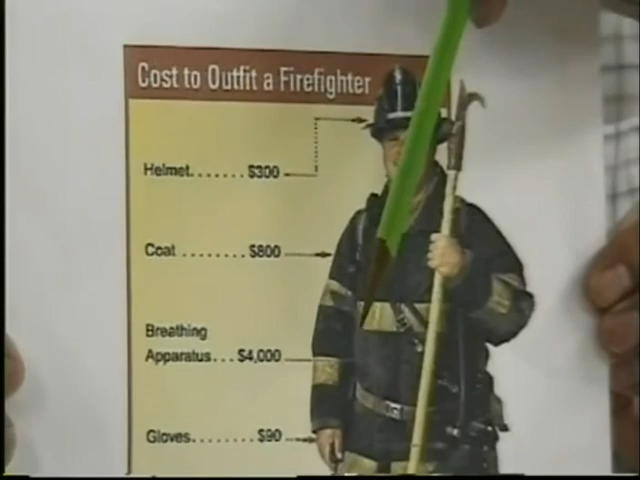 Cost to Outfit a Firefighter
Helmet....... $300
Coat ........ $800
Breathing
Apparatus... $4,000
Gloves........ $90